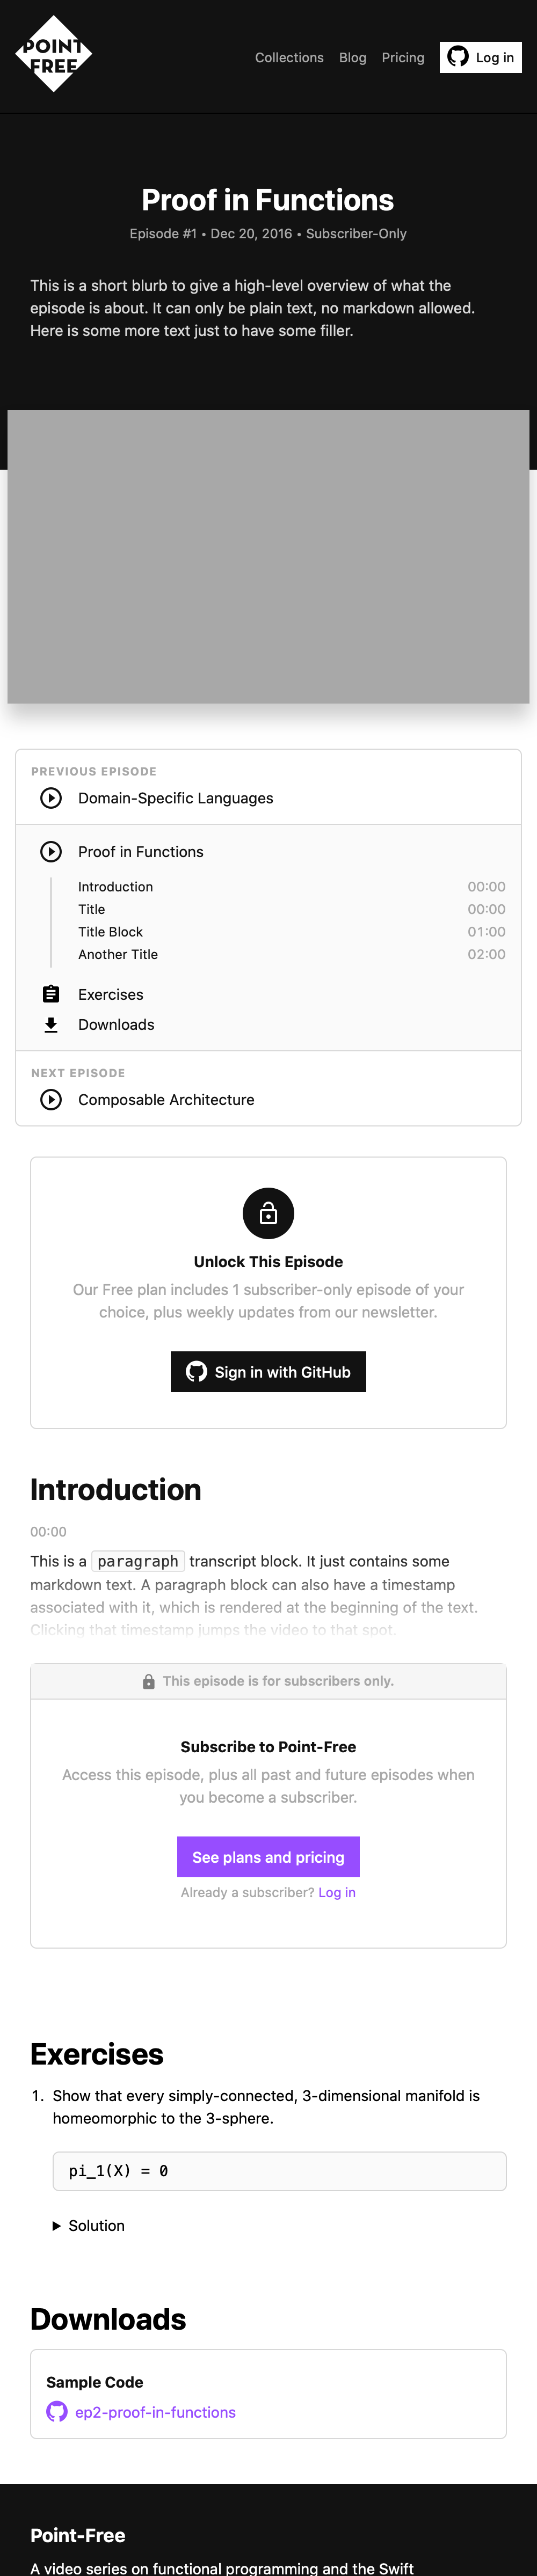 POINT
FREE
Collections Blog Pricing Log in
Proof in Functions
Episode #1 • Dec 20, 2016 • Subscriber-Only
This is a short blurb to give a high-level overview of what the
episode is about. It can only be plain text, no markdown allowed.
Here is some more text just to have some filler.
PREVIOUS EPISODE
Domain-Specific Languages
Proof in Functions
Introduction 00:00
Title 00:00
Title Block 01:00
Another Title 02:00
Exercises
Downloads
NEXT EPISODE
Composable Architecture
Unlock This Episode
Our Free plan includes 1 subscriber-only episode of your
choice, plus weekly updates from our newsletter.
Sign in with GitHub
Introduction
00:00
This is a paragraph transcript block. It just contains some
markdown text. A paragraph block can also have a timestamp
associated with it, which is rendered at the beginning of the text.
Clicking that timestamp jumps the video to that spot.
This episode is for subscribers only.
Subscribe to Point-Free
Access this episode, plus all past and future episodes when
you become a subscriber.
See plans and pricing
Already a subscriber? Log in
Exercises
1. Show that every simply-connected, 3-dimensional manifold is
homeomorphic to the 3-sphere.
pi_1(X) = 0
Solution
Downloads
Sample Code
ep2-proof-in-functions
Point-Free
A video series on functional programming and the Swift